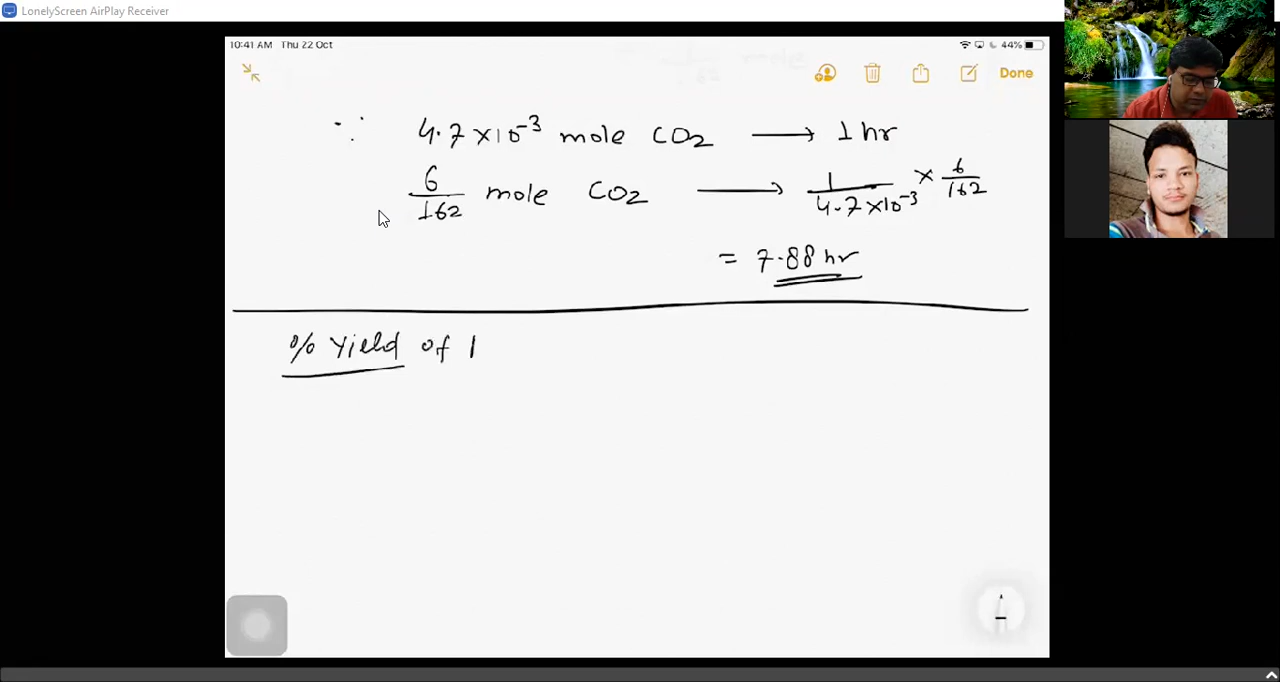 LonelyScreen AirPlay Receiver
10:41 AM Thu 22 Oct
44%
Done
∵ 4.7 × 10⁻³ mole CO₂ ⟶ 1 hr
6/162 mole CO₂ ⟶ 1/(4.7 × 10⁻³) × 6/162
= 7.88 hr
% Yield of 1